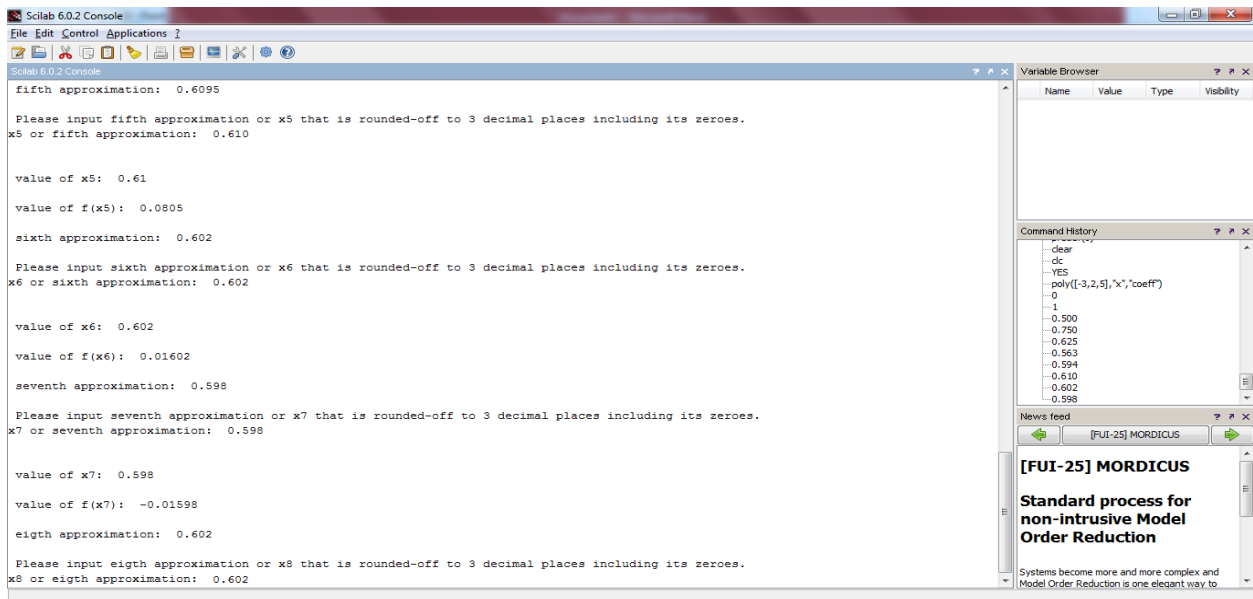 Scilab 6.0.2 Console
File Edit Control Applications ?
Scilab 6.0.2 Console
fifth approximation: 0.6095
Please input fifth approximation or x5 that is rounded-off to 3 decimal places including its zeroes.
x5 or fifth approximation: 0.610
value of x5: 0.61
value of f(x5): 0.0805
sixth approximation: 0.602
Please input sixth approximation or x6 that is rounded-off to 3 decimal places including its zeroes.
x6 or sixth approximation: 0.602
value of x6: 0.602
value of f(x6): 0.01602
seventh approximation: 0.598
Please input seventh approximation or x7 that is rounded-off to 3 decimal places including its zeroes.
x7 or seventh approximation: 0.598
value of x7: 0.598
value of f(x7): -0.01598
eigth approximation: 0.602
Please input eigth approximation or x8 that is rounded-off to 3 decimal places including its zeroes.
x8 or eigth approximation: 0.602
Variable Browser
Name Value Type Visibility
Command History
clear
clc
YES
poly([-3,2,5],"x","coeff")
0
1
0.500
0.750
0.625
0.563
0.594
0.610
0.602
0.598
News feed
[FUI-25] MORDICUS
[FUI-25] MORDICUS
Standard process for
non-intrusive Model
Order Reduction
Systems become more and more complex and
Model Order Reduction is one elegant way to